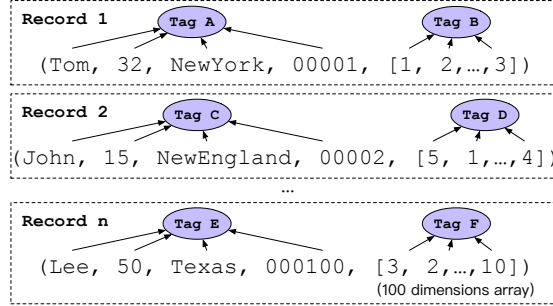 Record 1 Tag A Tag B
(Tom, 32, NewYork, 00001, [1, 2,…,3])
Record 2 Tag C Tag D
(John, 15, NewEngland, 00002, [5, 1,…,4])
…
Record n Tag E Tag F
(Lee, 50, Texas, 000100, [3, 2,…,10])
(100 dimensions array)